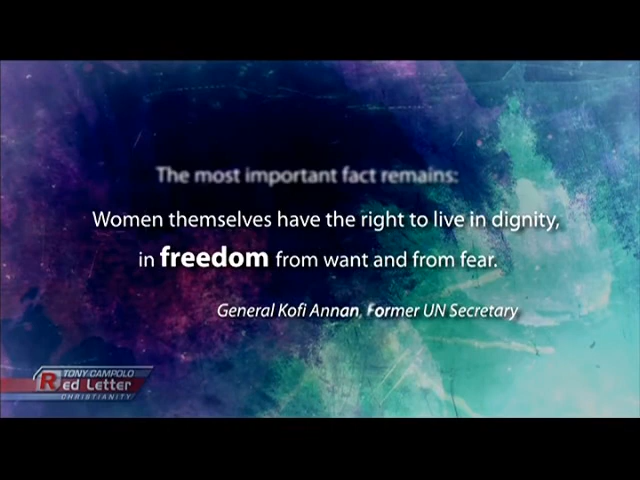 The most important fact remains:
Women themselves have the right to live in dignity,
in freedom from want and from fear.
General Kofi Annan, Former UN Secretary
TONY CAMPOLO
Red Letter
CHRISTIANITY